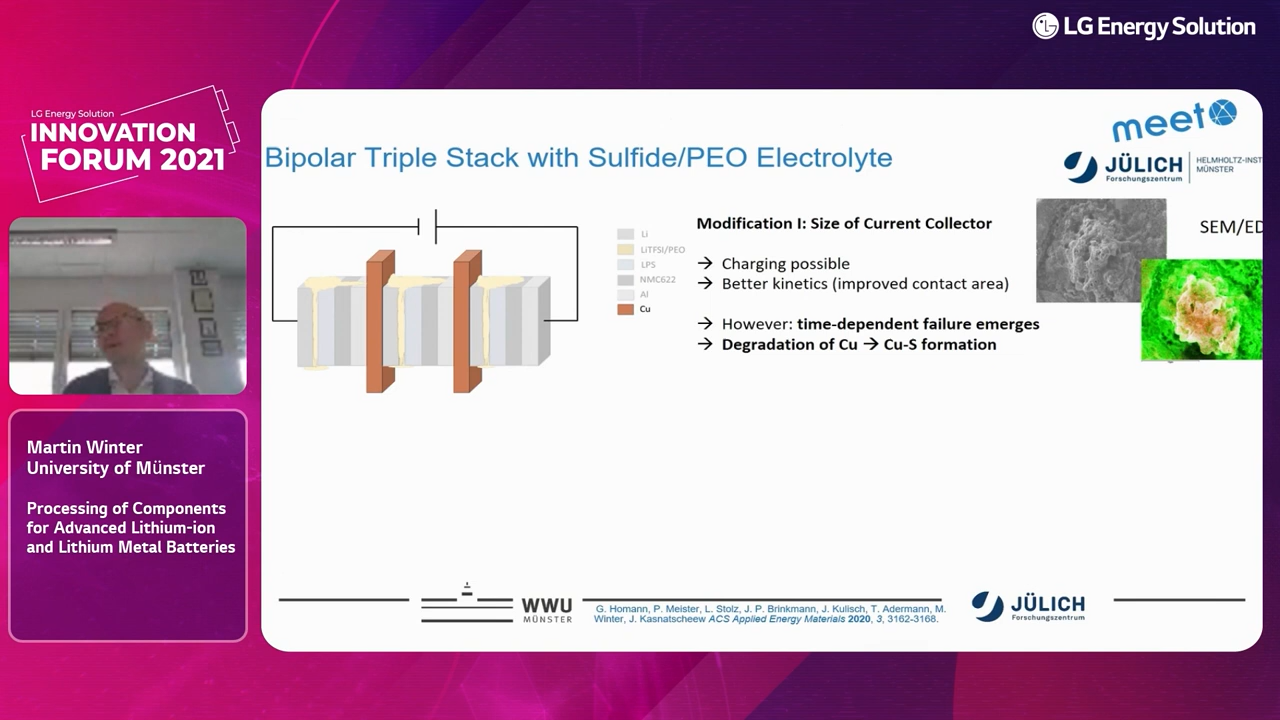 LG Energy Solution
LG Energy Solution
INNOVATION
FORUM 2021
meet
JÜLICH
Forschungszentrum
HELMHOLTZ-INST
MÜNSTER
Bipolar Triple Stack with Sulfide/PEO Electrolyte
Li
LiTFSI/PEO
LPS
NMC622
Al
Cu
Modification I: Size of Current Collector
→ Charging possible
→ Better kinetics (improved contact area)
→ However: time-dependent failure emerges
→ Degradation of Cu → Cu-S formation
SEM/ED
Martin Winter
University of Münster
Processing of Components
for Advanced Lithium-ion
and Lithium Metal Batteries
WWU
MÜNSTER
G. Homann, P. Meister, L. Stolz, J. P. Brinkmann, J. Kulisch, T. Adermann, M.
Winter, J. Kasnatscheew ACS Applied Energy Materials 2020, 3, 3162-3168.
JÜLICH
Forschungszentrum